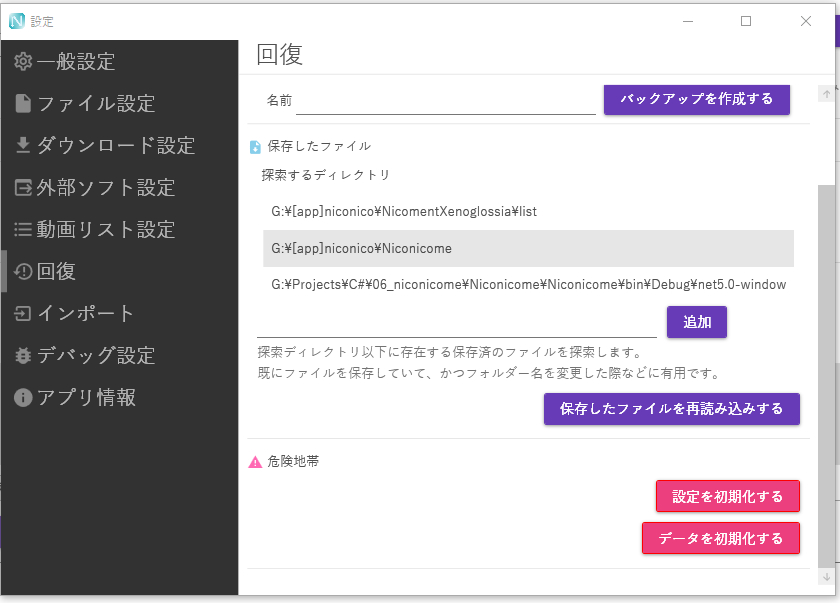 設定
一般設定
ファイル設定
ダウンロード設定
外部ソフト設定
動画リスト設定
回復
インポート
デバッグ設定
アプリ情報
回復
名前
バックアップを作成する
保存したファイル
探索するディレクトリ
G:¥[app]niconico¥NicomentXenoglossia¥list
G:¥[app]niconico¥Niconicome
G:¥Projects¥C#¥06_niconicome¥Niconicome¥Niconicome¥bin¥Debug¥net5.0-window
追加
探索ディレクトリ以下に存在する保存済のファイルを探索します。
既にファイルを保存していて、かつフォルダー名を変更した際などに有用です。
保存したファイルを再読み込みする
危険地帯
設定を初期化する
データを初期化する